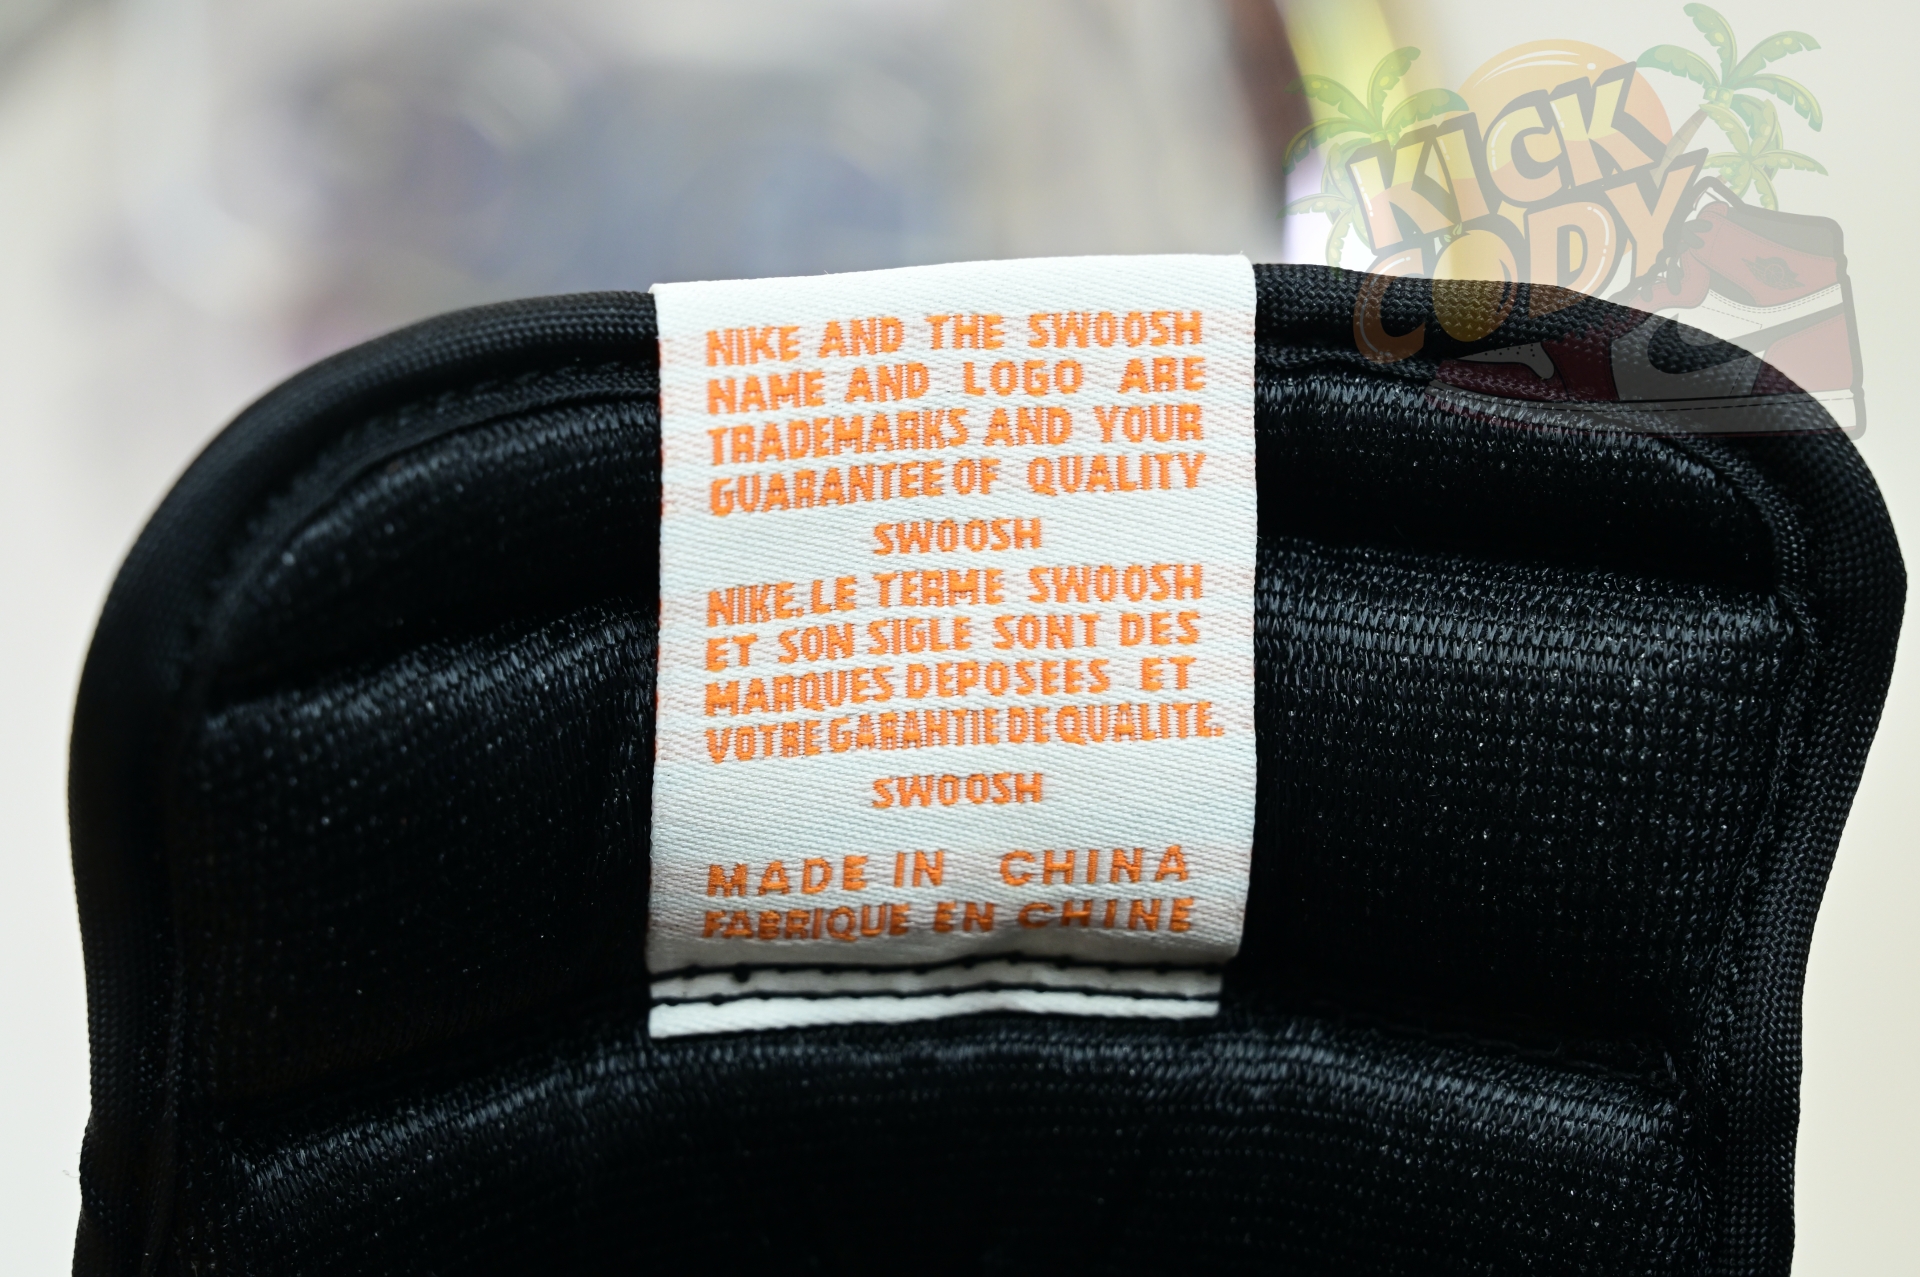 KICK
CODY
NIKE AND THE SWOOSH
NAME AND LOGO ARE
TRADEMARKS AND YOUR
GUARANTEE OF QUALITY
SWOOSH
NIKE.LE TERME SWOOSH
ET SON SIGLE SONT DES
MARQUES DEPOSEES ET
VOTRE GARAHTIE DE QUALITE.
SWOOSH
MADE IN CHINA
FABRIQUE EN CHINE